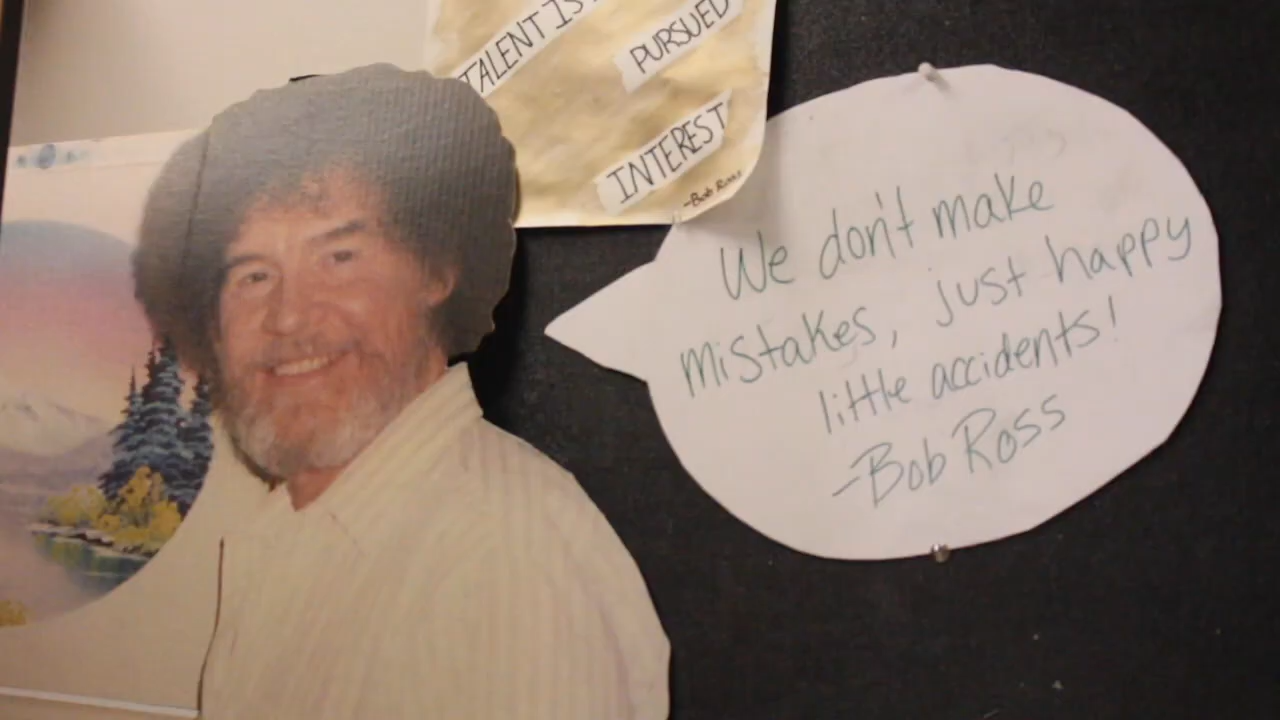 TALENT IS
PURSUED
INTEREST
-Bob Ross
We don't make
mistakes, just happy
little accidents!
-Bob Ross